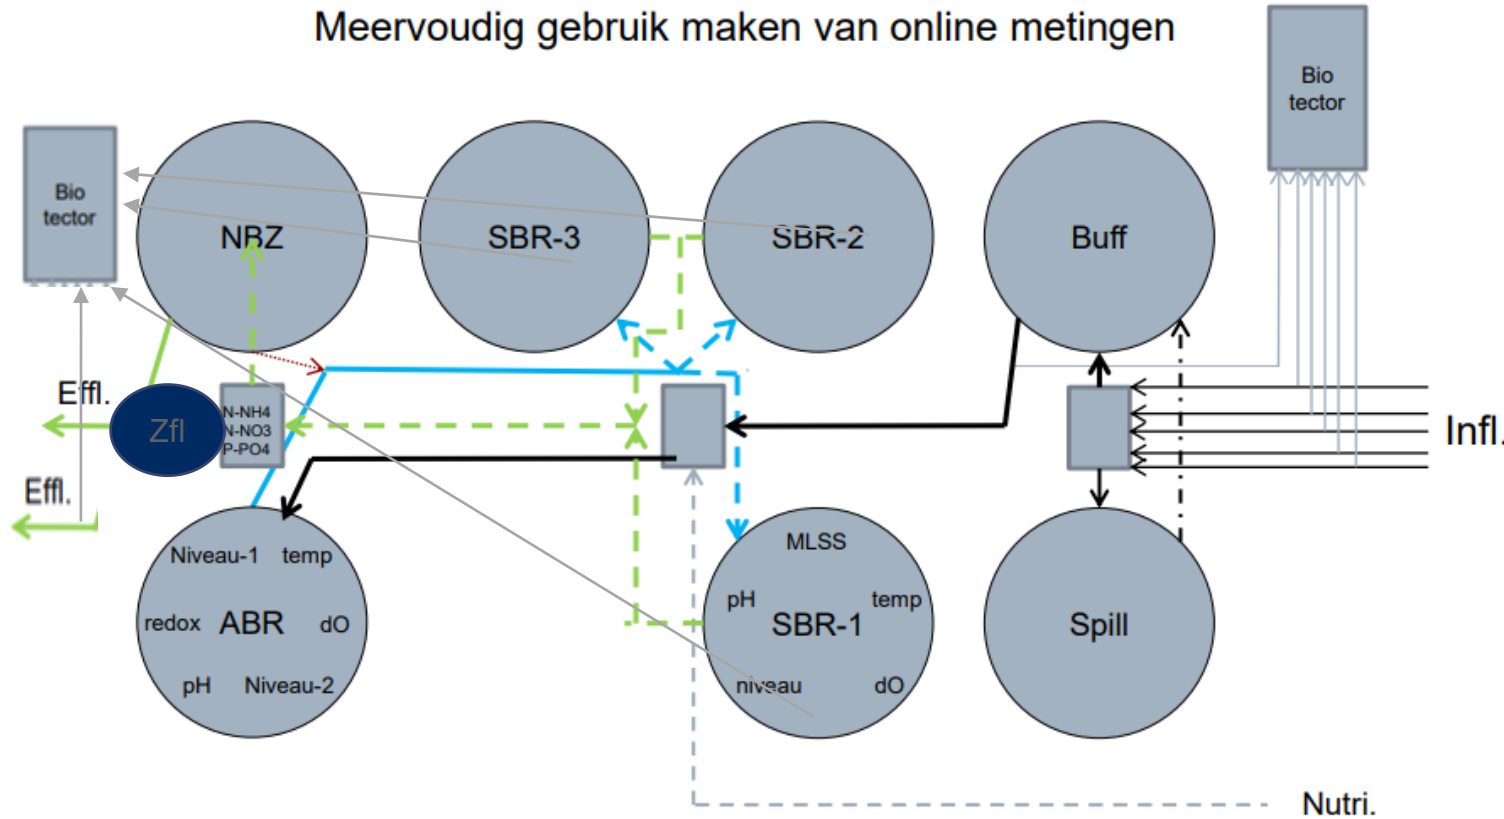 Meervoudig gebruik maken van online metingen
Bio
tector
Bio
tector
NBZ
SBR-3
SBR-2
Buff
Effl.
Zfl
N-NH4
N-NO3
P-PO4
Infl.
Effl.
Niveau-1 temp
redox ABR dO
pH Niveau-2
MLSS
pH temp
SBR-1
niveau dO
Spill
Nutri.